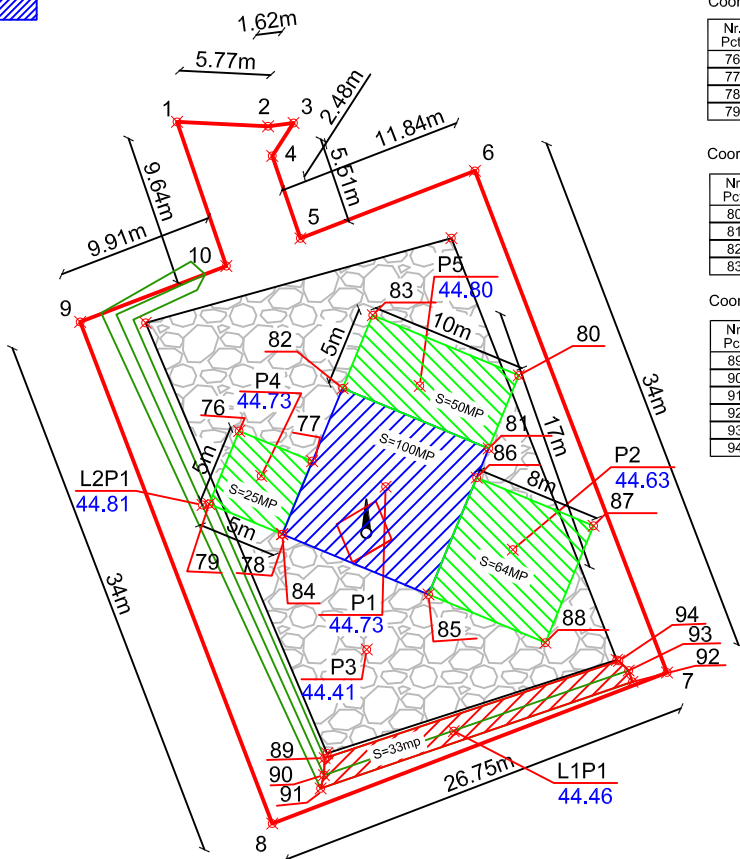 1.62m
Coor
5.77m
Nr.
Pct
76
77
78
79
1
2
3
2.48m
11.84m
4
5.51m
6
5
9.64m
Coor
Nr
Pct
80
81
82
83
9.91m
10
P5
44.80
83
9
10m
80
82
5m
Coor
Nr
Pct
89
90
91
92
93
94
34m
P4
44.73
S=50MP
76
77
17m
81
S=100MP
86
P2
44.63
5m
L2P1
44.81
S=25MP
8m
87
5m
79
78
S=64MP
34m
84
P1
44.73
85
88
94
P3
44.41
93
92
7
89
S=33mp
90
91
26.75m
L1P1
44.46
8